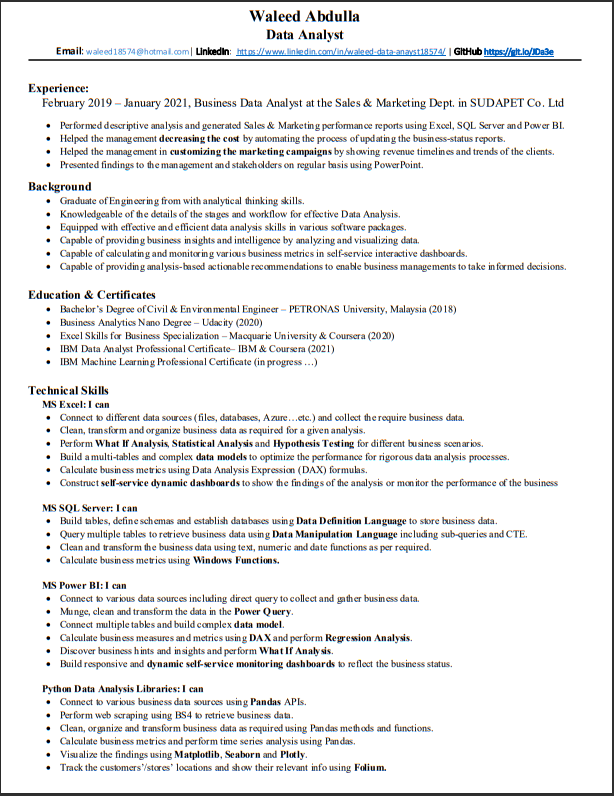 Waleed Abdulla
Data Analyst
Email: waleed18574@hotmail.com | LinkedIn: https://www.linkedin.com/in/waleed-data-anayst18574/ | GitHub https://git.io/JDa3e
Experience:
February 2019 – January 2021, Business Data Analyst at the Sales & Marketing Dept. in SUDAPET Co. Ltd
• Performed descriptive analysis and generated Sales & Marketing performance reports using Excel, SQL Server and Power BI.
• Helped the management decreasing the cost by automating the process of updating the business-status reports.
• Helped the management in customizing the marketing campaigns by showing revenue timelines and trends of the clients.
• Presented findings to the management and stakeholders on regular basis using PowerPoint.
Background
• Graduate of Engineering from with analytical thinking skills.
• Knowledgeable of the details of the stages and workflow for effective Data Analysis.
• Equipped with effective and efficient data analysis skills in various software packages.
• Capable of providing business insights and intelligence by analyzing and visualizing data.
• Capable of calculating and monitoring various business metrics in self-service interactive dashboards.
• Capable of providing analysis-based actionable recommendations to enable business managements to take informed decisions.
Education & Certificates
• Bachelor's Degree of Civil & Environmental Engineer – PETRONAS University, Malaysia (2018)
• Business Analytics Nano Degree – Udacity (2020)
• Excel Skills for Business Specialization – Macquarie University & Coursera (2020)
• IBM Data Analyst Professional Certificate– IBM & Coursera (2021)
• IBM Machine Learning Professional Certificate (in progress …)
Technical Skills
MS Excel: I can
• Connect to different data sources (files, databases, Azure…etc.) and collect the require business data.
• Clean, transform and organize business data as required for a given analysis.
• Perform What If Analysis, Statistical Analysis and Hypothesis Testing for different business scenarios.
• Build a multi-tables and complex data models to optimize the performance for rigorous data analysis processes.
• Calculate business metrics using Data Analysis Expression (DAX) formulas.
• Construct self-service dynamic dashboards to show the findings of the analysis or monitor the performance of the business
MS SQL Server: I can
• Build tables, define schemas and establish databases using Data Definition Language to store business data.
• Query multiple tables to retrieve business data using Data Manipulation Language including sub-queries and CTE.
• Clean and transform the business data using text, numeric and date functions as per required.
• Calculate business metrics using Windows Functions.
MS Power BI: I can
• Connect to various data sources including direct query to collect and gather business data.
• Munge, clean and transform the data in the Power Query.
• Connect multiple tables and build complex data model.
• Calculate business measures and metrics using DAX and perform Regression Analysis.
• Discover business hints and insights and perform What If Analysis.
• Build responsive and dynamic self-service monitoring dashboards to reflect the business status.
Python Data Analysis Libraries: I can
• Connect to various business data sources using Pandas APIs.
• Perform web scraping using BS4 to retrieve business data.
• Clean, organize and transform business data as required using Pandas methods and functions.
• Calculate business metrics and perform time series analysis using Pandas.
• Visualize the findings using Matplotlib, Seaborn and Plotly.
• Track the customers'/stores' locations and show their relevant info using Folium.